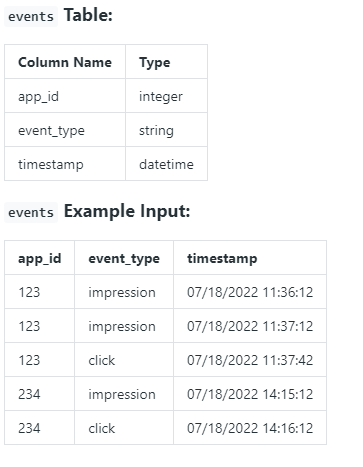 events Table:
Column Name Type
app_id integer
event_type string
timestamp datetime
events Example Input:
app_id event_type timestamp
123 impression 07/18/2022 11:36:12
123 impression 07/18/2022 11:37:12
123 click 07/18/2022 11:37:42
234 impression 07/18/2022 14:15:12
234 click 07/18/2022 14:16:12